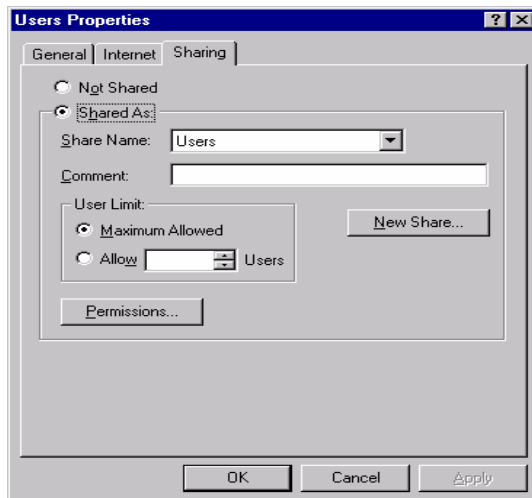 Users Properties
General Internet Sharing
Not Shared
Shared As:
Share Name: Users
Comment:
User Limit:
Maximum Allowed
New Share...
Allow Users
Permissions...
OK Cancel Apply